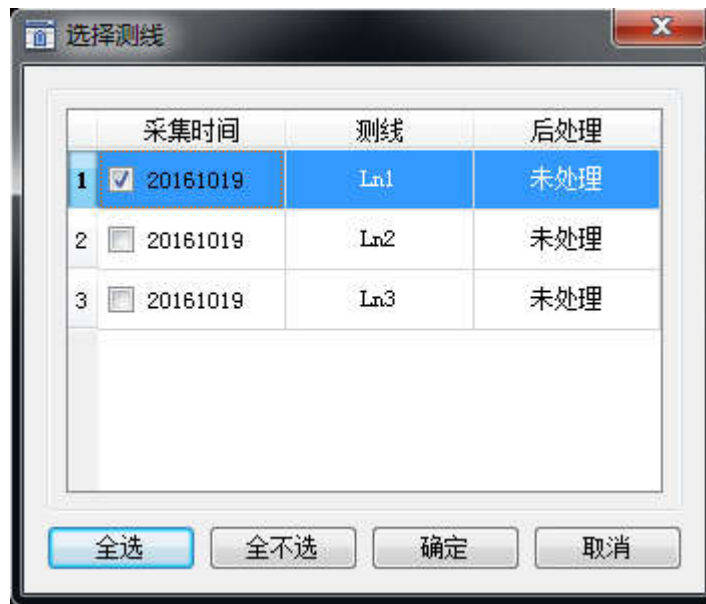 选择测线
采集时间 测线 后处理
1 20161019 Ln1 未处理
2 20161019 Ln2 未处理
3 20161019 Ln3 未处理
全选 全不选 确定 取消